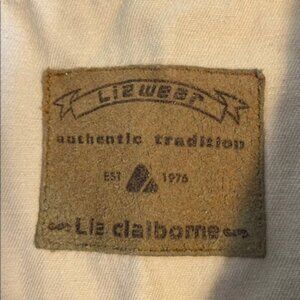 Lizwear
authentic tradition
EST 1976
Liz claiborne